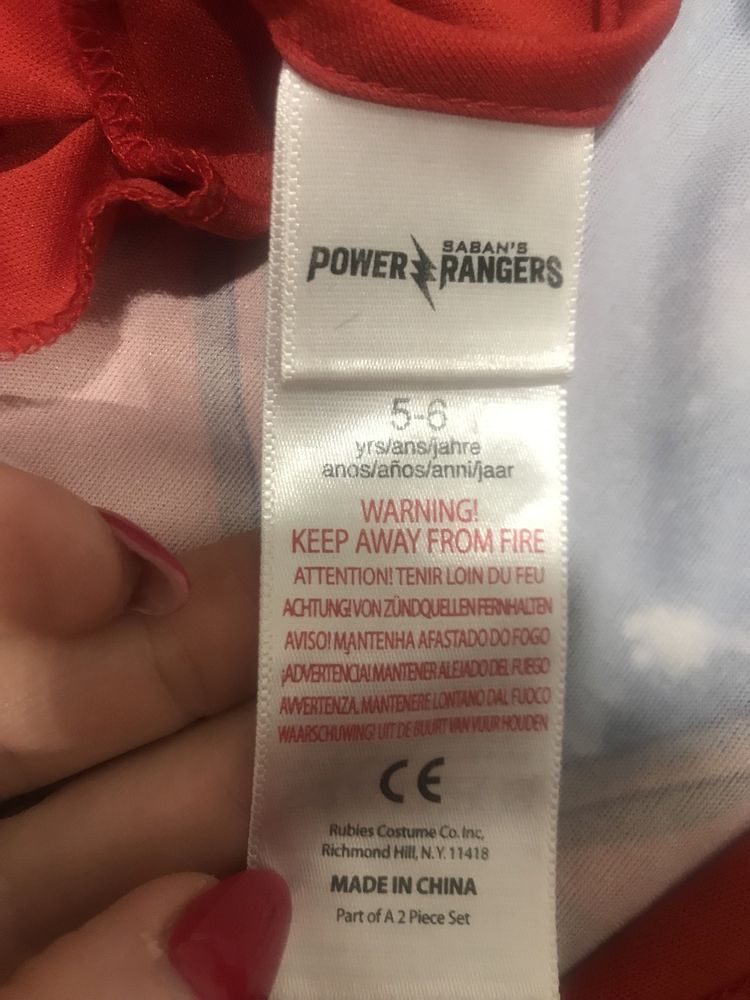 SABAN'S
POWER RANGERS
5-6
yrs/ans/jahre
anos/años/anni/jaar
WARNING!
KEEP AWAY FROM FIRE
ATTENTION! TENIR LOIN DU FEU
ACHTUNG! VON ZÜNDQUELLEN FERNHALTEN
AVISO! MANTENHA AFASTADO DO FOGO
¡ADVERTENCIA! MANTENER ALEJADO DEL FUEGO
AVVERTENZA. MANTENERE LONTANO DAL FUOCO
WAARSCHUWING! UIT DE BUURT VAN VUUR HOUDEN
CE
Rubies Costume Co. Inc,
Richmond Hill, N.Y. 11418
MADE IN CHINA
Part of A 2 Piece Set